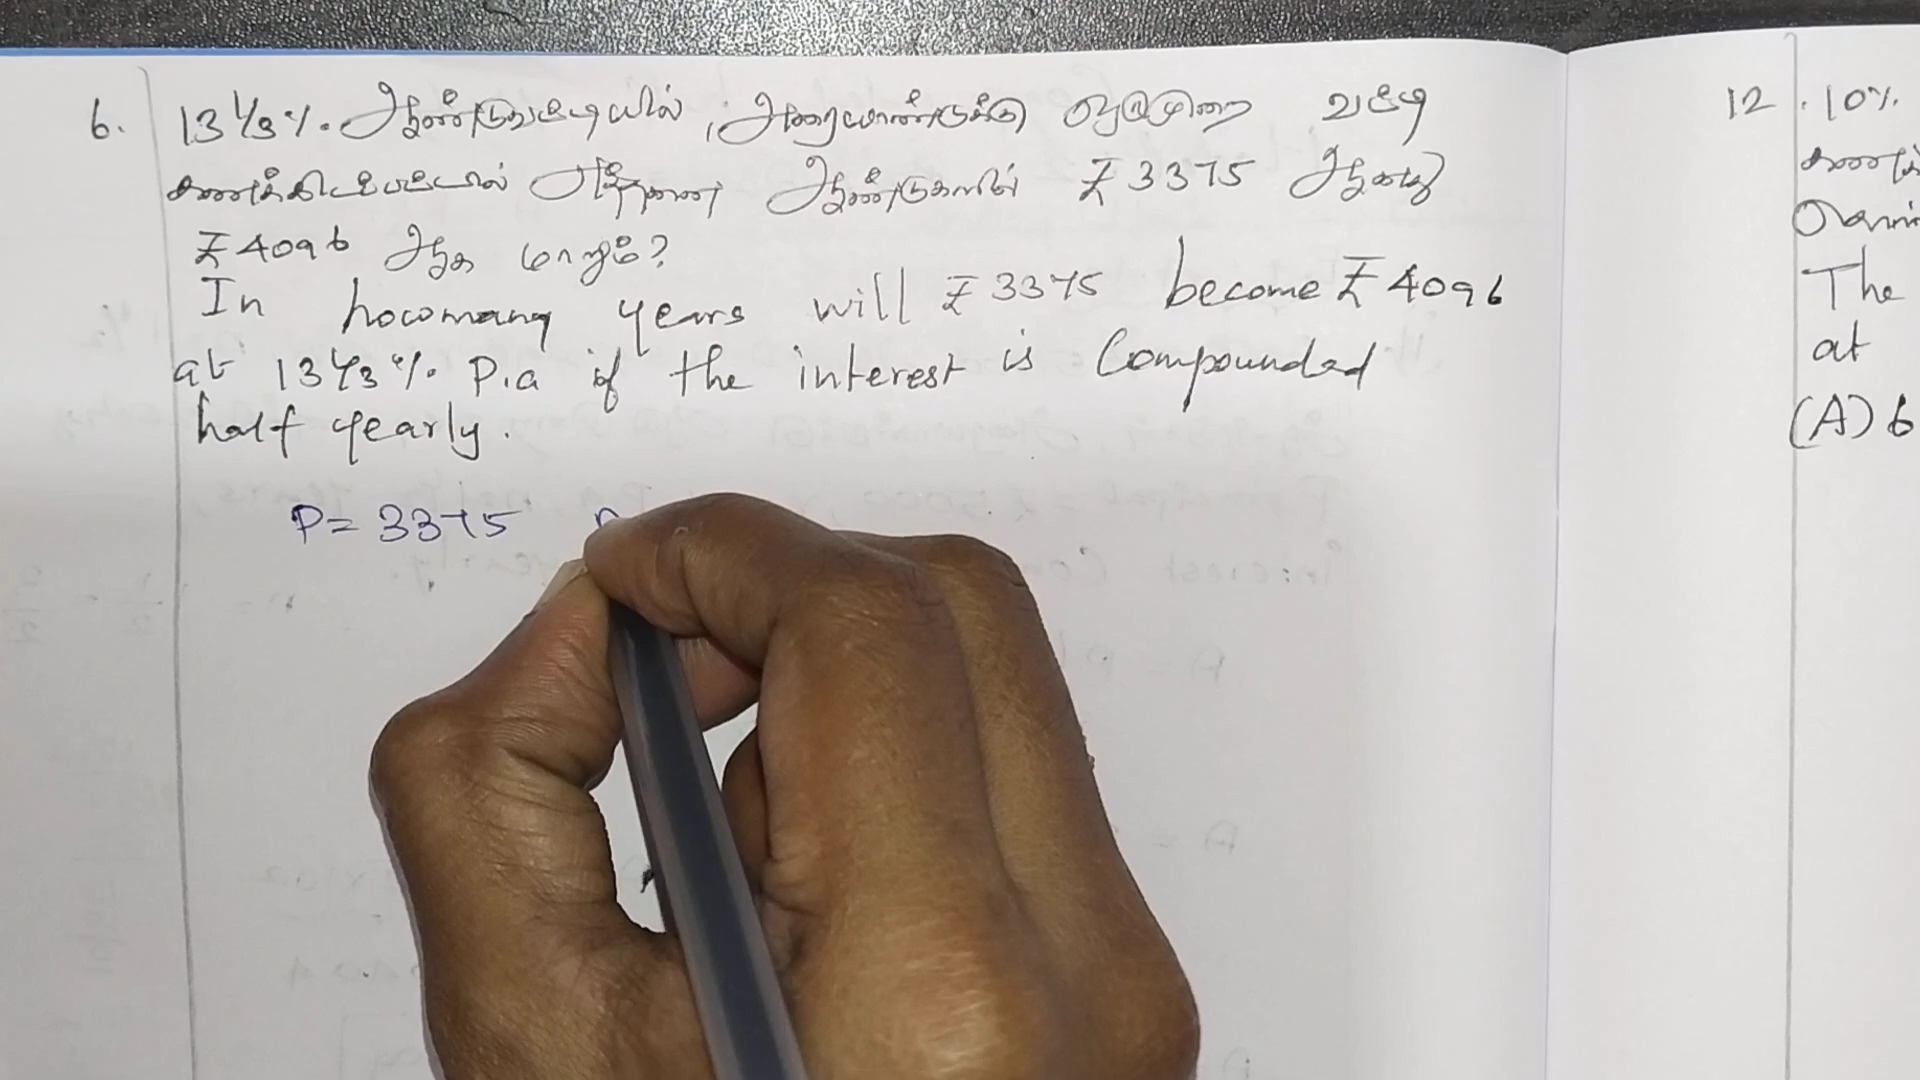 6. 13 1/3 %. ஆண்டுவட்டியில், அரையாண்டுக்கு ஒருமுறை வட்டி
கணக்கிடப்பட்டால் எத்தனை ஆண்டுகளில் ₹ 3375 ஆனது
₹ 4096 ஆக மாறும்?
In howmany years will ₹ 3375 become ₹ 4096
at 13 1/3 %. P.a if the interest is Compounded
half yearly.
P = 3375
12. 10%.
The
at
(A) 6